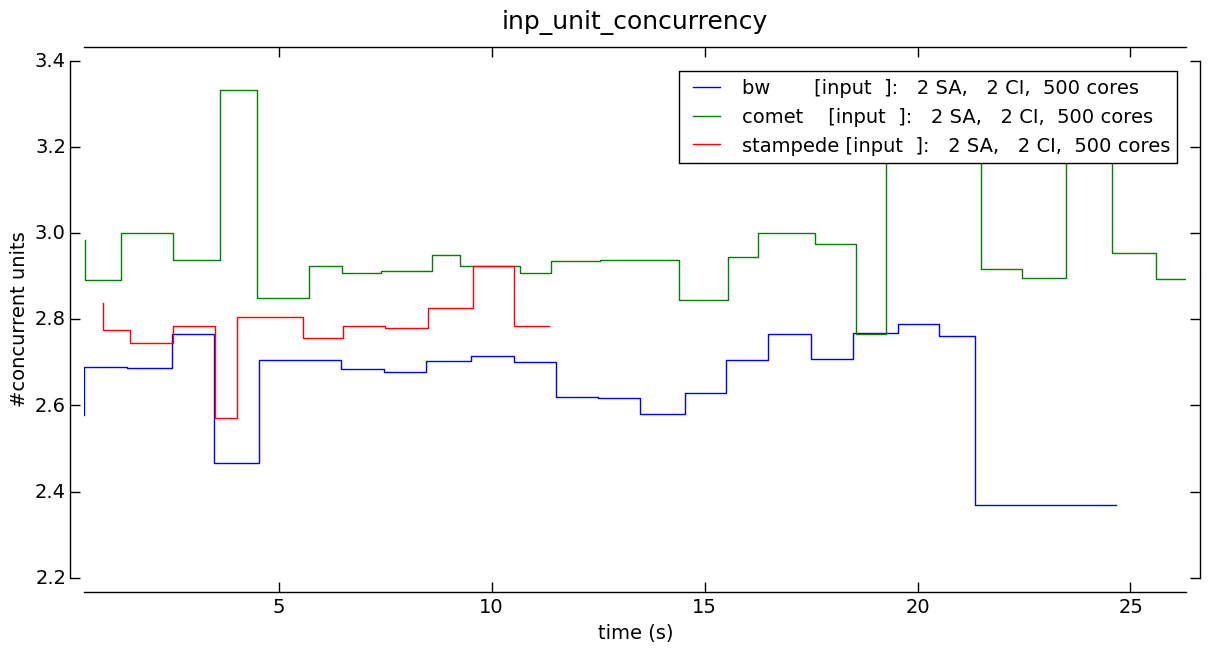 inp_unit_concurrency
3.4
3.2
3.0
2.8
2.6
2.4
2.2
#concurrent units
bw [input ]: 2 SA, 2 CI, 500 cores
comet [input ]: 2 SA, 2 CI, 500 cores
stampede [input ]: 2 SA, 2 CI, 500 cores
5 10 15 20 25
time (s)